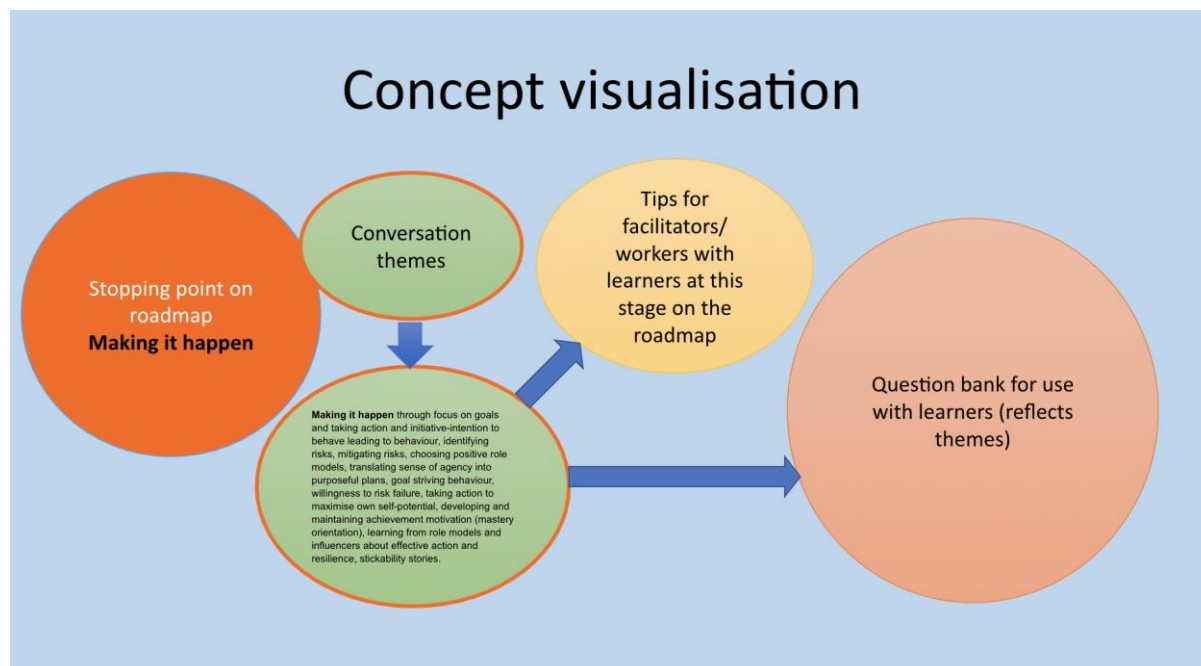 Concept visualisation
Stopping point on
roadmap
Making it happen
Conversation
themes
Making it happen through focus on goals
and taking action and initiative-intention to
behave leading to behaviour, identifying
risks, mitigating risks, choosing positive role
models, translating sense of agency into
purposeful plans, goal striving behaviour,
willingness to risk failure, taking action to
maximise own self-potential, developing and
maintaining achievement motivation (mastery
orientation), learning from role models and
influencers about effective action and
resilience, stickability stories.
Tips for
facilitators/
workers with
learners at this
stage on the
roadmap
Question bank for use
with learners (reflects
themes)